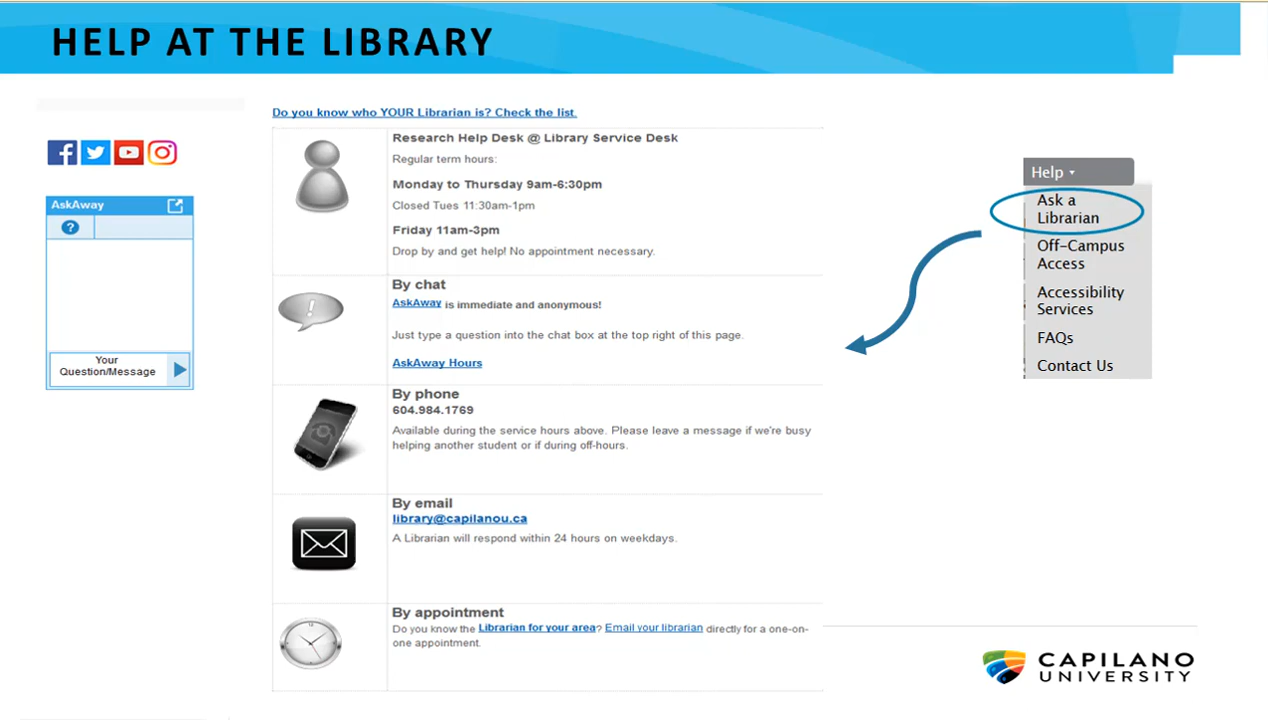 HELP AT THE LIBRARY
Do you know who YOUR Librarian is? Check the list.
Research Help Desk @ Library Service Desk
Regular term hours:
Monday to Thursday 9am-6:30pm
Closed Tues 11:30am-1pm
Friday 11am-3pm
Drop by and get help! No appointment necessary.
By chat
AskAway is immediate and anonymous!
Just type a question into the chat box at the top right of this page.
AskAway Hours
By phone
604.984.1769
Available during the service hours above. Please leave a message if we're busy
helping another student or if during off-hours.
By email
library@capilanou.ca
A Librarian will respond within 24 hours on weekdays.
By appointment
Do you know the Librarian for your area? Email your librarian directly for a one-on-
one appointment.
AskAway
?
Your
Question/Message
Help
Ask a
Librarian
Off-Campus
Access
Accessibility
Services
FAQs
Contact Us
CAPILANO
UNIVERSITY